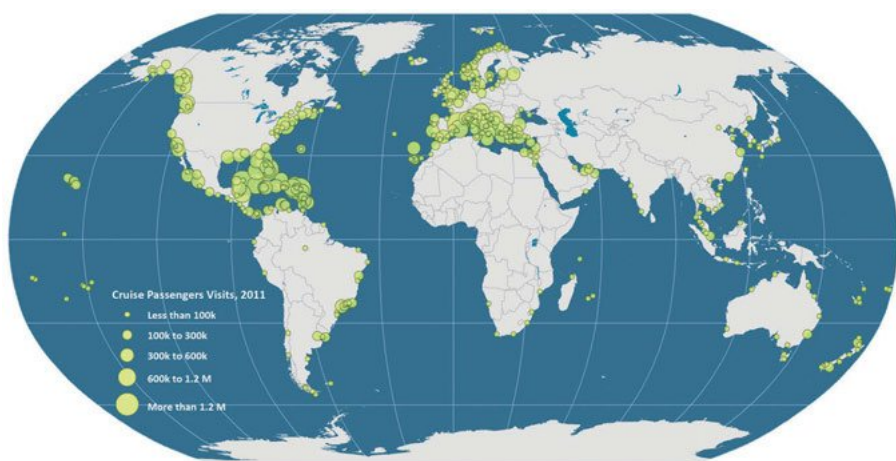 Cruise Passengers Visits, 2011
Less than 100k
100k to 300k
300k to 600k
600k to 1.2 M
More than 1.2 M